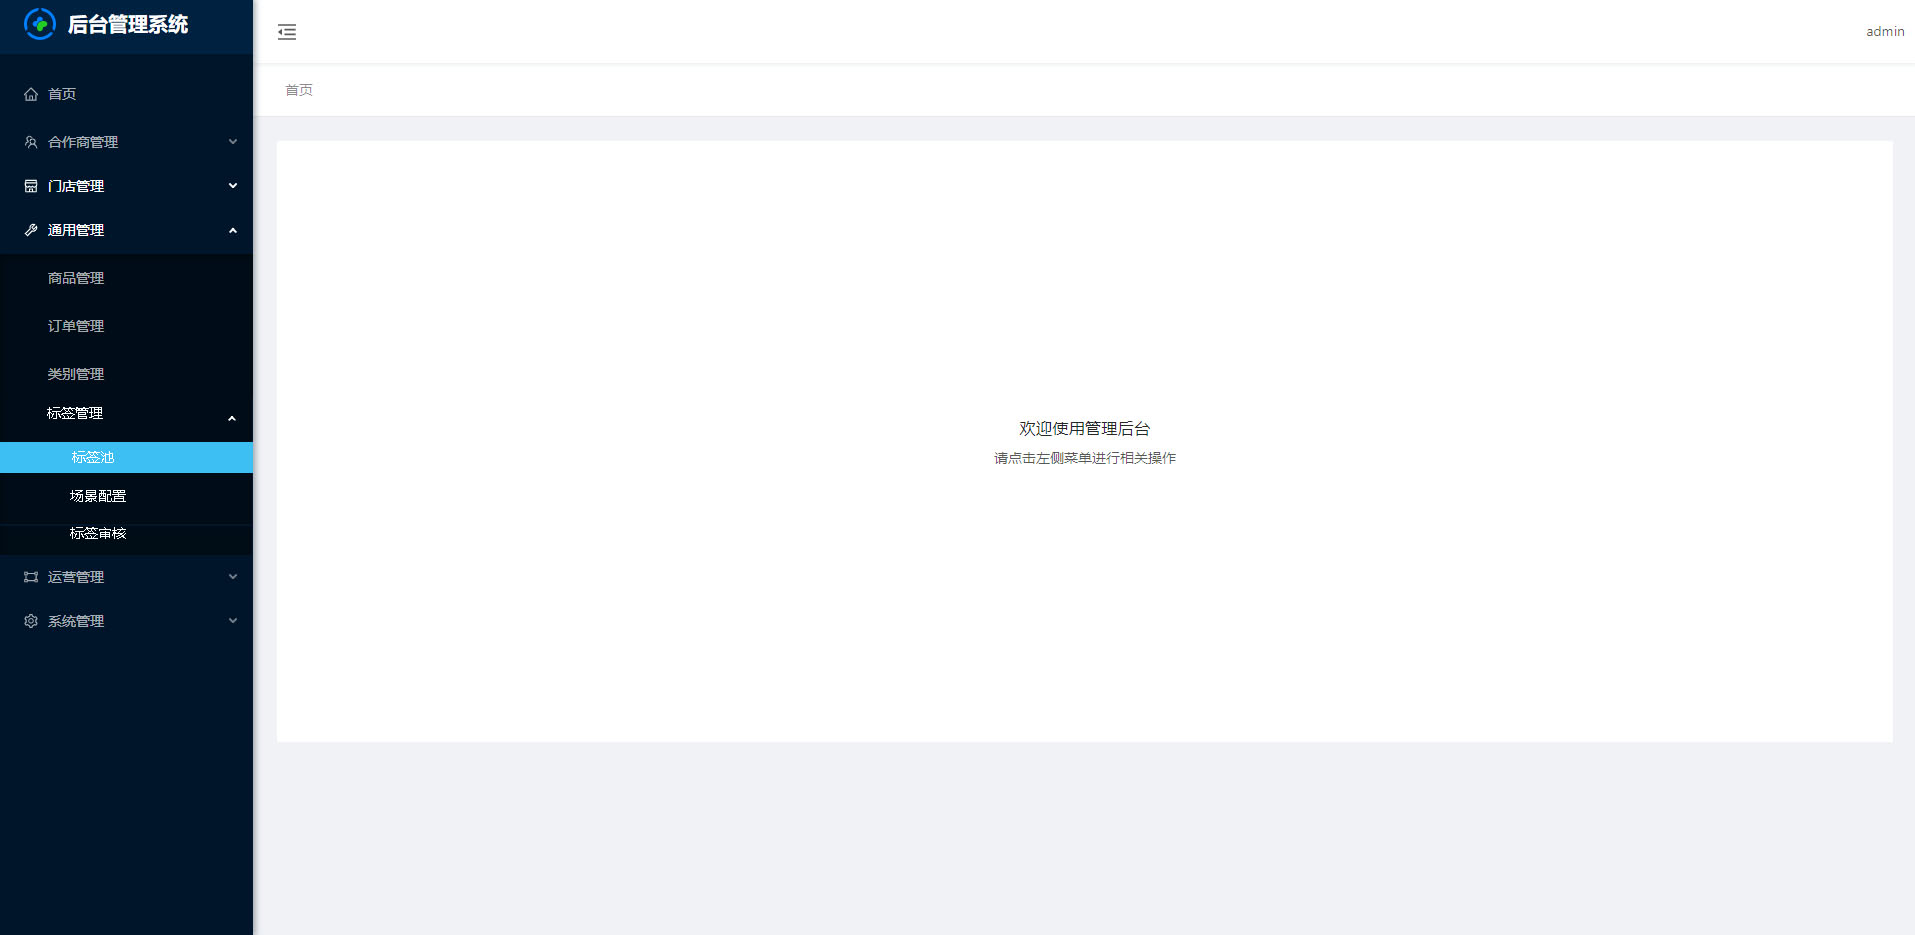 后台管理系统
admin
首页
首页
合作商管理
门店管理
通用管理
商品管理
订单管理
类别管理
标签管理
标签池
场景配置
标签审核
运营管理
系统管理
欢迎使用管理后台
请点击左侧菜单进行相关操作